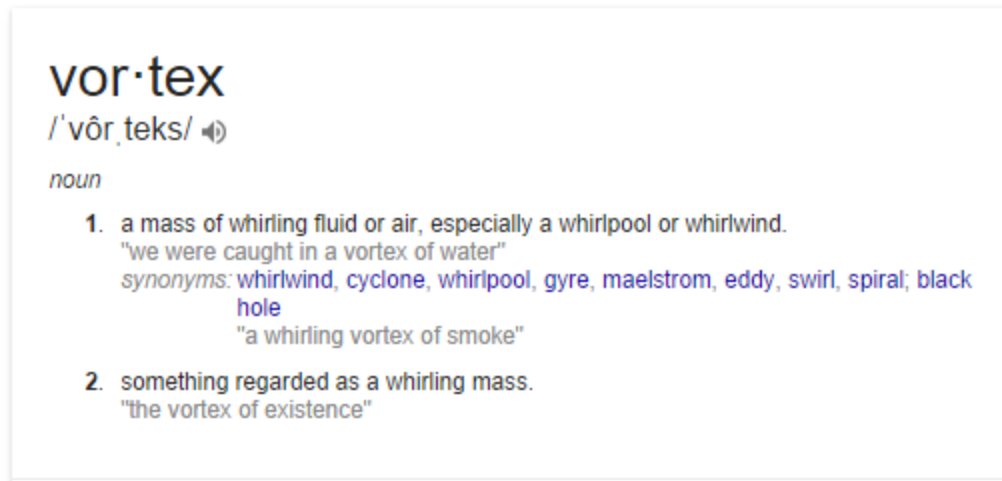 vor·tex
/ˈvôrˌteks/
noun
1. a mass of whirling fluid or air, especially a whirlpool or whirlwind.
"we were caught in a vortex of water"
synonyms: whirlwind, cyclone, whirlpool, gyre, maelstrom, eddy, swirl, spiral; black
hole
"a whirling vortex of smoke"
2. something regarded as a whirling mass.
"the vortex of existence"